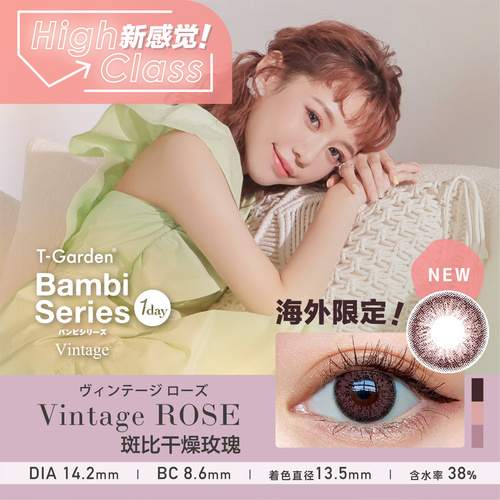 High 新感觉!
Class
T-Garden®
Bambi
Series 1day
バンビシリーズ
Vintage
NEW
海外限定!
ヴィンテージ ローズ
Vintage ROSE
斑比干燥玫瑰
DIA 14.2mm | BC 8.6mm | 着色直径13.5mm | 含水率 38%